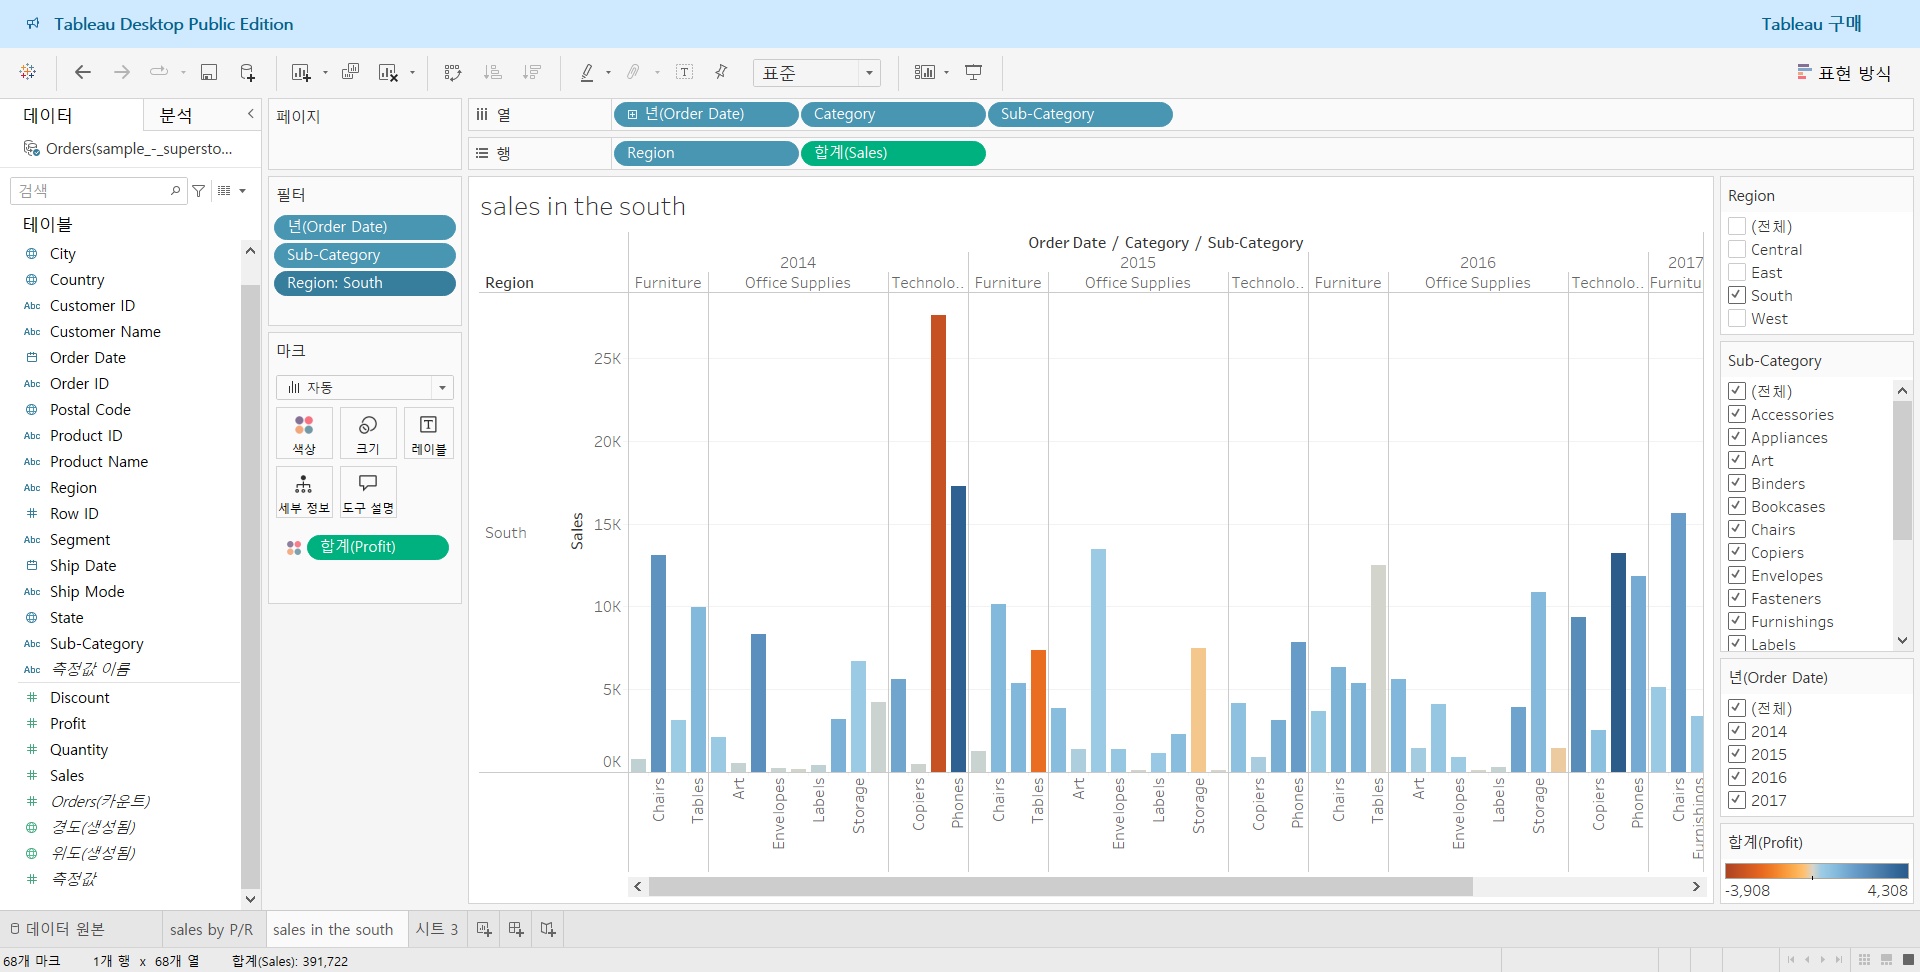 Tableau Desktop Public Edition
Tableau 구매
표준
표현 방식
데이터
분석
Orders(sample_-_supersto...
검색
테이블
City
Country
Abc Customer ID
Abc Customer Name
Order Date
Abc Order ID
Postal Code
Abc Product ID
Abc Product Name
Abc Region
Row ID
Abc Segment
Ship Date
Abc Ship Mode
State
Abc Sub-Category
Abc 측정값 이름
Discount
Profit
Quantity
Sales
Orders(카운트)
경도(생성됨)
위도(생성됨)
측정값
페이지
필터
년(Order Date)
Sub-Category
Region: South
마크
자동
색상
크기
레이블
세부 정보
도구 설명
합계(Profit)
열
년(Order Date)
Category
Sub-Category
행
Region
합계(Sales)
sales in the south
Order Date / Category / Sub-Category
2014
2015
2016
2017
Region
Furniture
Office Supplies
Technolo..
Furniture
Office Supplies
Technolo..
Furniture
Office Supplies
Technolo..
Furnitu
South
Sales
25K
20K
15K
10K
5K
0K
Chairs
Tables
Art
Envelopes
Labels
Storage
Copiers
Phones
Chairs
Tables
Art
Envelopes
Labels
Storage
Copiers
Phones
Chairs
Tables
Art
Envelopes
Labels
Storage
Copiers
Phones
Chairs
Furnishings
Region
(전체)
Central
East
South
West
Sub-Category
(전체)
Accessories
Appliances
Art
Binders
Bookcases
Chairs
Copiers
Envelopes
Fasteners
Furnishings
Labels
년(Order Date)
(전체)
2014
2015
2016
2017
합계(Profit)
-3,908
4,308
데이터 원본
sales by P/R
sales in the south
시트 3
68개 마크
1개 행 x 68개 열
합계(Sales): 391,722